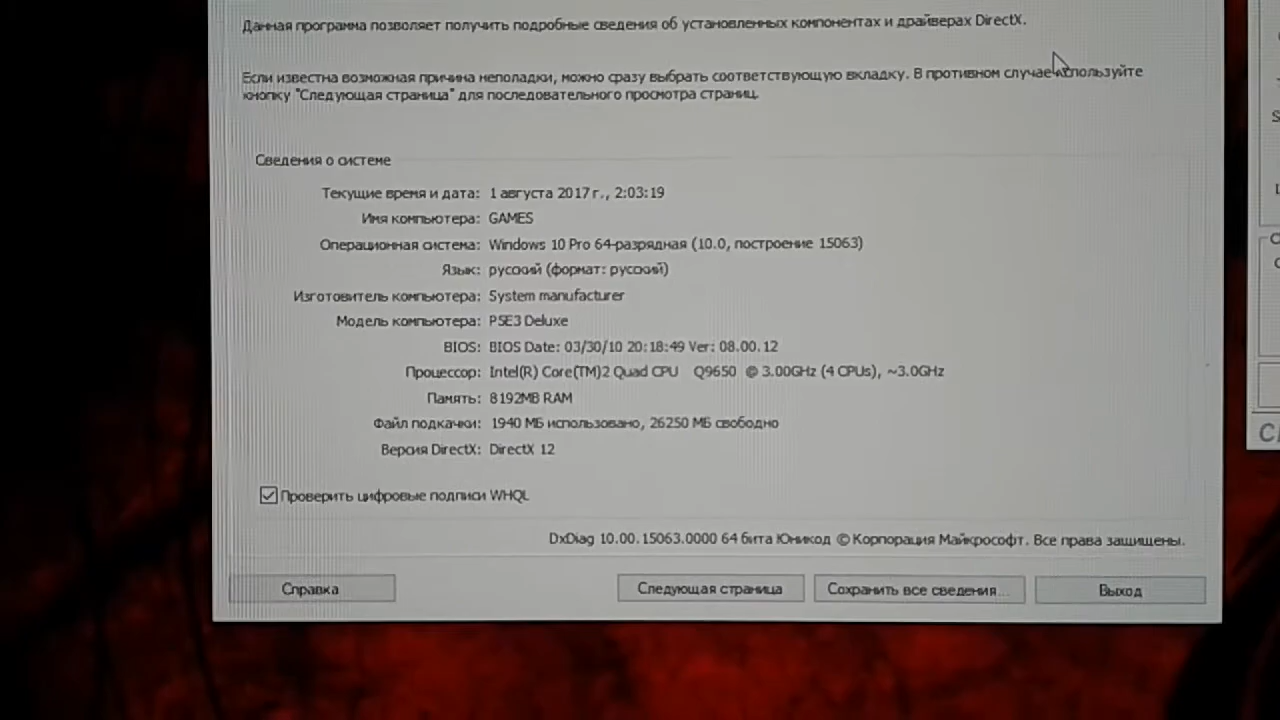 Данная программа позволяет получить подробные сведения об установленных компонентах и драйверах DirectX.
Если известна возможная причина неполадки, можно сразу выбрать соответствующую вкладку. В противном случае используйте
кнопку "Следующая страница" для последовательного просмотра страниц.
Сведения о системе
Текущие время и дата: 1 августа 2017 г., 2:03:19
Имя компьютера: GAMES
Операционная система: Windows 10 Pro 64-разрядная (10.0, построение 15063)
Язык: русский (формат: русский)
Изготовитель компьютера: System manufacturer
Модель компьютера: P5E3 Deluxe
BIOS: BIOS Date: 03/30/10 20:18:49 Ver: 08.00.12
Процессор: Intel(R) Core(TM)2 Quad CPU Q9650 @ 3.00GHz (4 CPUs), ~3.0GHz
Память: 8192MB RAM
Файл подкачки: 1940 МБ использовано, 26250 МБ свободно
Версия DirectX: DirectX 12
Проверить цифровые подписи WHQL
DxDiag 10.00.15063.0000 64 бита Юникод © Корпорация Майкрософт. Все права защищены.
Справка
Следующая страница
Сохранить все сведения...
Выход